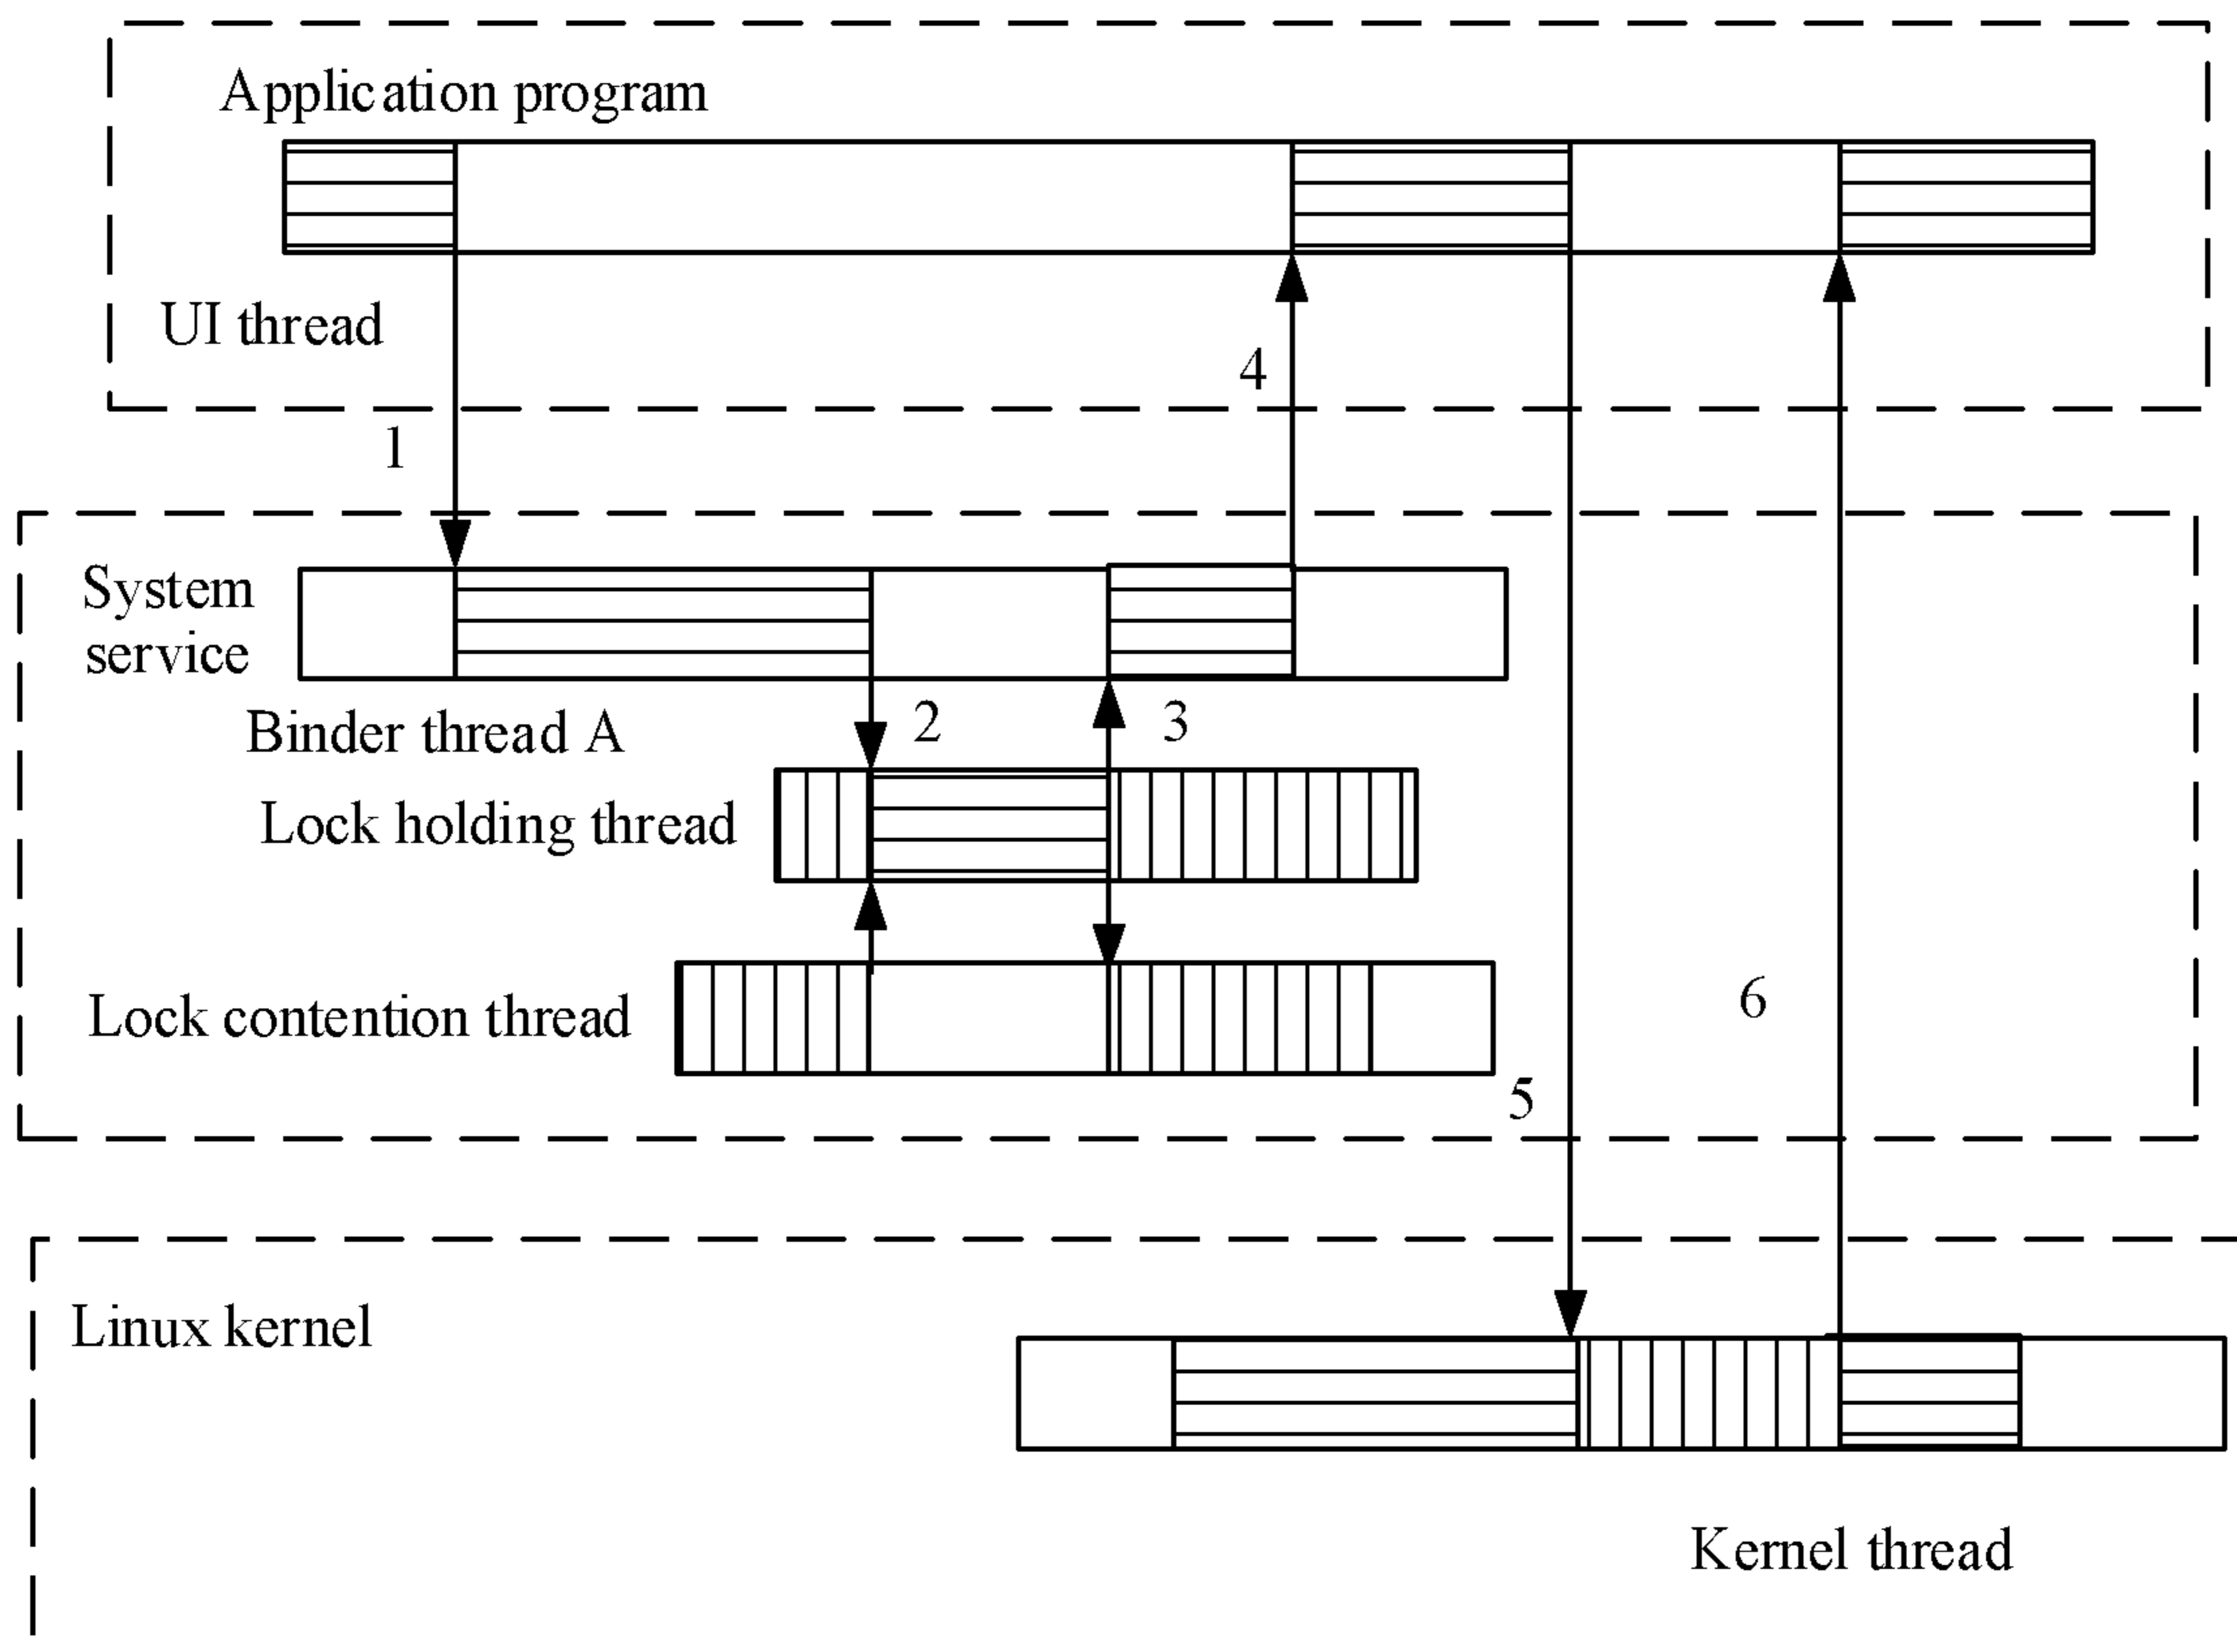 Application program
UI thread
4
1
System
service
2
3
Binder thread A
Lock holding thread
Lock contention thread
6
5
Linux kernel
Kernel thread